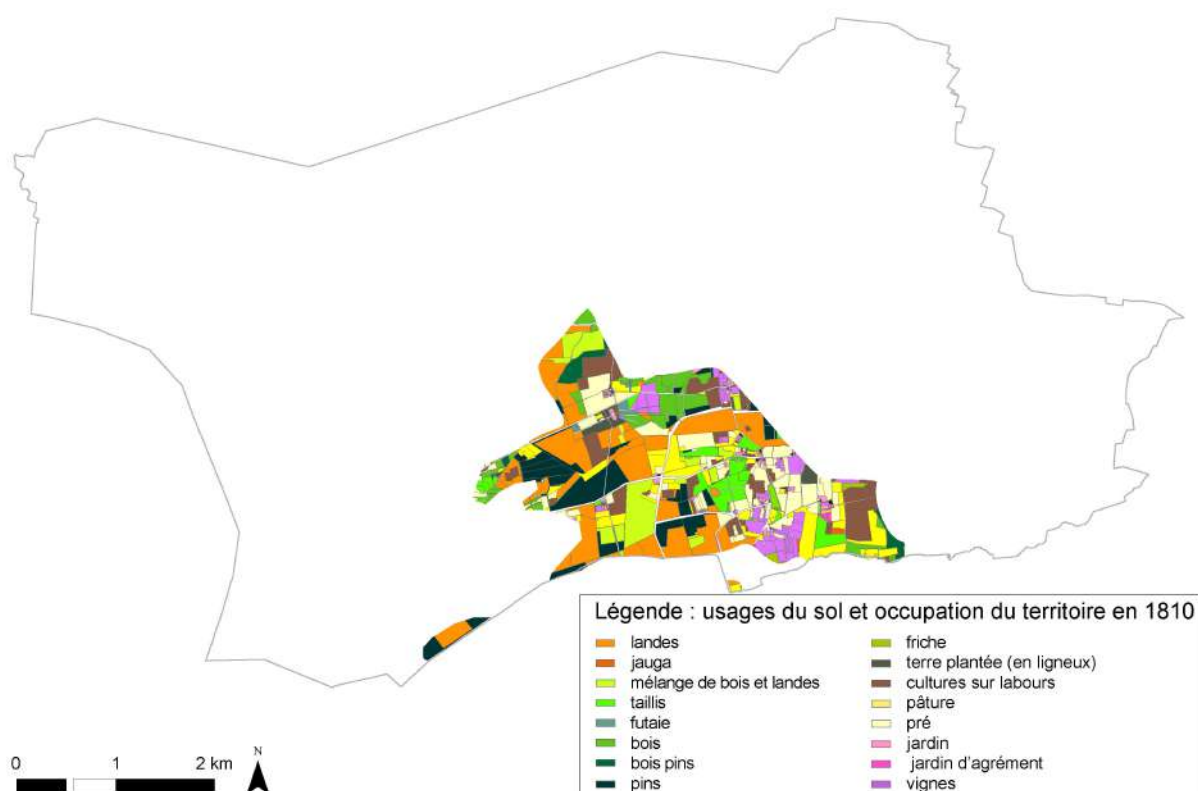 Légende : usages du sol et occupation du territoire en 1810
landes
jauga
mélange de bois et landes
taillis
futaie
bois
bois pins
pins
friche
terre plantée (en ligneux)
cultures sur labours
pâture
pré
jardin
jardin d'agrément
vignes
0 1 2 km
N